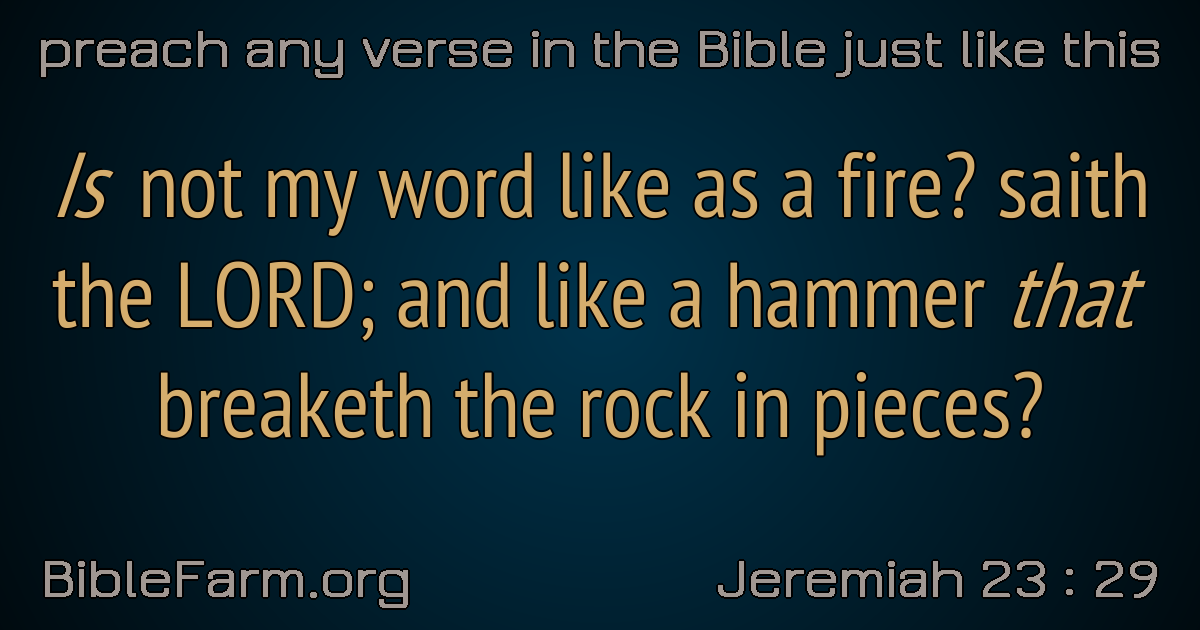 preach any verse in the Bible just like this
Is not my word like as a fire? saith
the LORD; and like a hammer that
breaketh the rock in pieces?
BibleFarm.org
Jeremiah 23 : 29